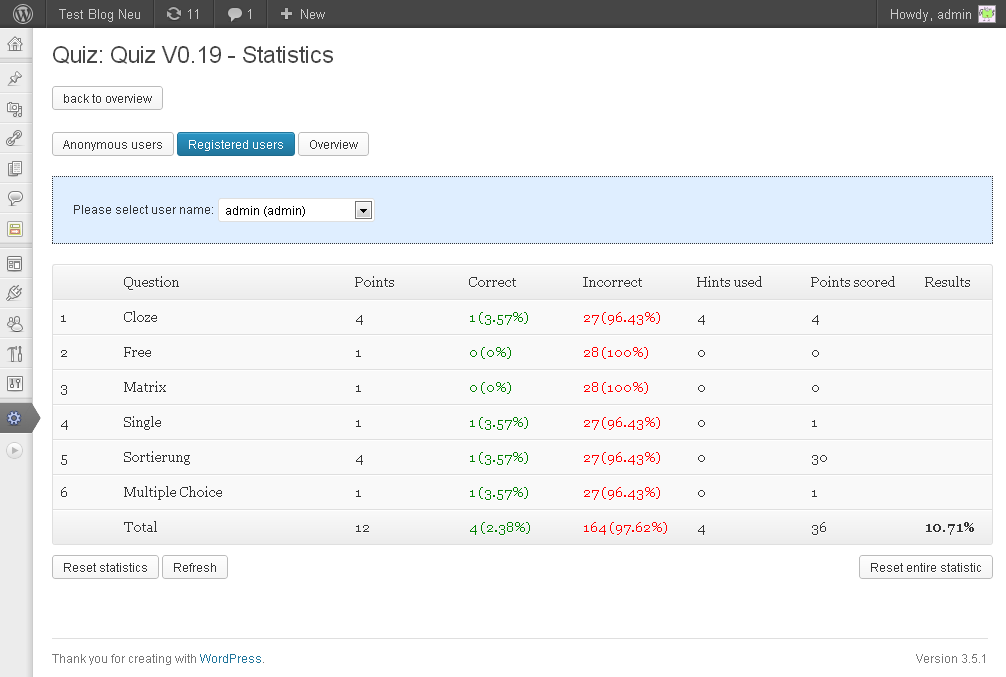 Test Blog Neu 11 1 New Howdy, admin
Quiz: Quiz V0.19 - Statistics
back to overview
Anonymous users Registered users Overview
Please select user name: admin (admin)
Question Points Correct Incorrect Hints used Points scored Results
1 Cloze 4 1 (3.57%) 27 (96.43%) 4 4
2 Free 1 0 (0%) 28 (100%) 0 0
3 Matrix 1 0 (0%) 28 (100%) 0 0
4 Single 1 1 (3.57%) 27 (96.43%) 0 1
5 Sortierung 4 1 (3.57%) 27 (96.43%) 0 30
6 Multiple Choice 1 1 (3.57%) 27 (96.43%) 0 1
Total 12 4 (2.38%) 164 (97.62%) 4 36 10.71%
Reset statistics Refresh Reset entire statistic
Thank you for creating with WordPress. Version 3.5.1